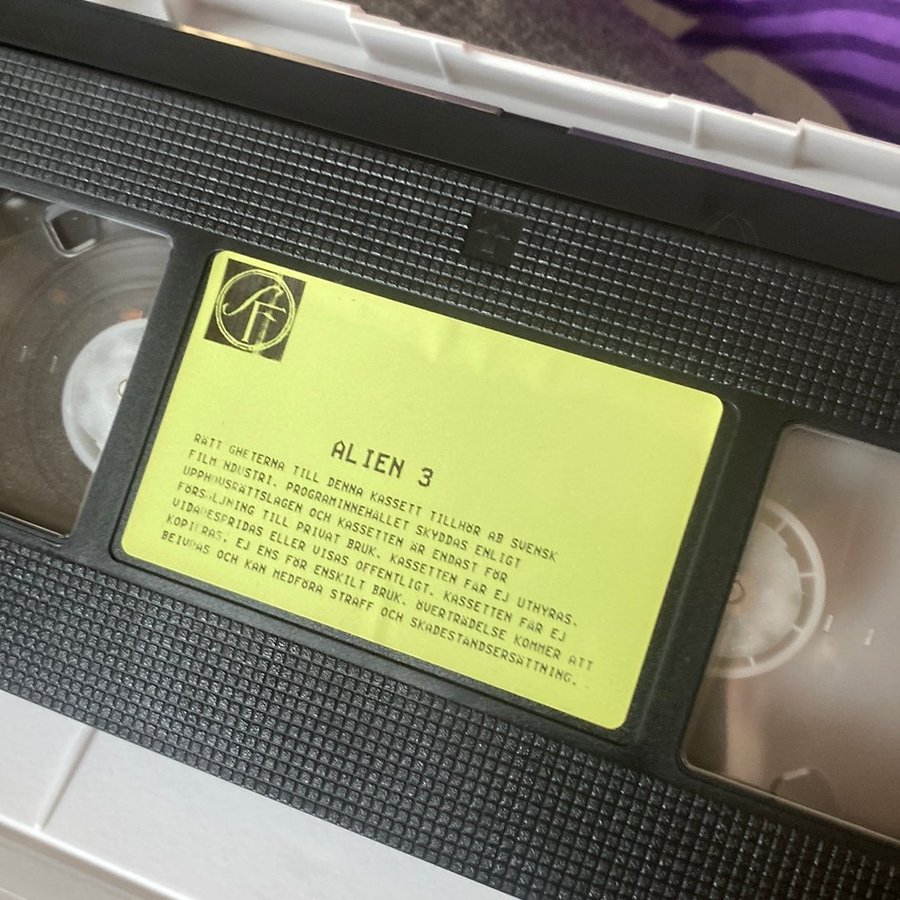 ALIEN 3
RÄTT GHETERNA TILL DENNA KASSETT TILLHÖR AB SVENSK
FILM NDUSTRI. PROGRAMINNEHÅLLET SKYDDAS ENLIGT
UPPHOVSRÄTTSLAGEN OCH KASSETTEN ÄR ENDAST FÖR
FÖRSÄLJNING TILL PRIVAT BRUK. KASSETTEN FÅR EJ UTHYRAS,
VIDARESPRIDAS ELLER VISAS OFFENTLIGT. KASSETTEN FÅR EJ
KOPIERAS, EJ ENS FÖR ENSKILT BRUK. ÖVERTRÄDELSE KOMMER ATT
BEIVRAS OCH KAN MEDFÖRA STRAFF OCH SKADESTÅNDSERSÄTTNING.